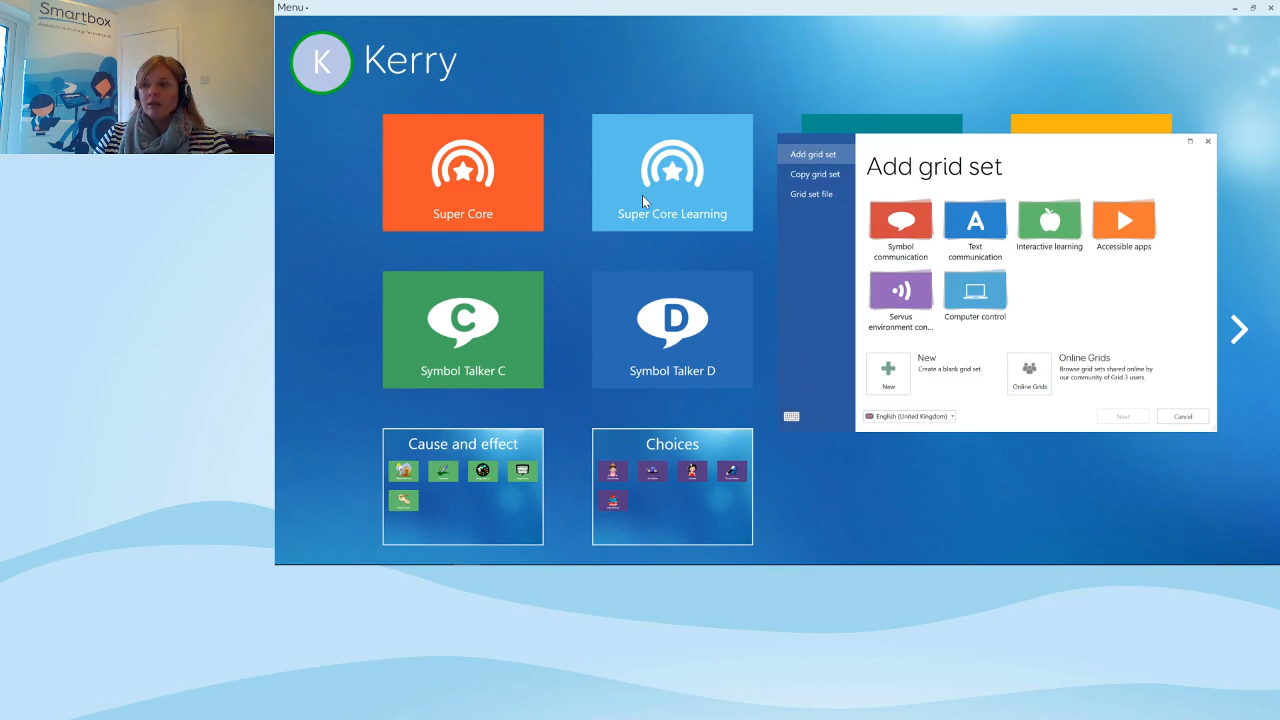 Smartbox
Menu
K
Kerry
Super Core
Super Core Learning
C
Symbol Talker C
D
Symbol Talker D
Cause and effect
Choices
Add grid set
Copy grid set
Grid set file
Add grid set
Symbol
communication
A
Text
communication
Interactive learning
Accessible apps
Servus
environment con...
Computer control
New
New
Create a blank grid set.
Online Grids
Online Grids
Browse grid sets shared online by
our community of Grid 3 users.
English (United Kingdom)
Next
Cancel